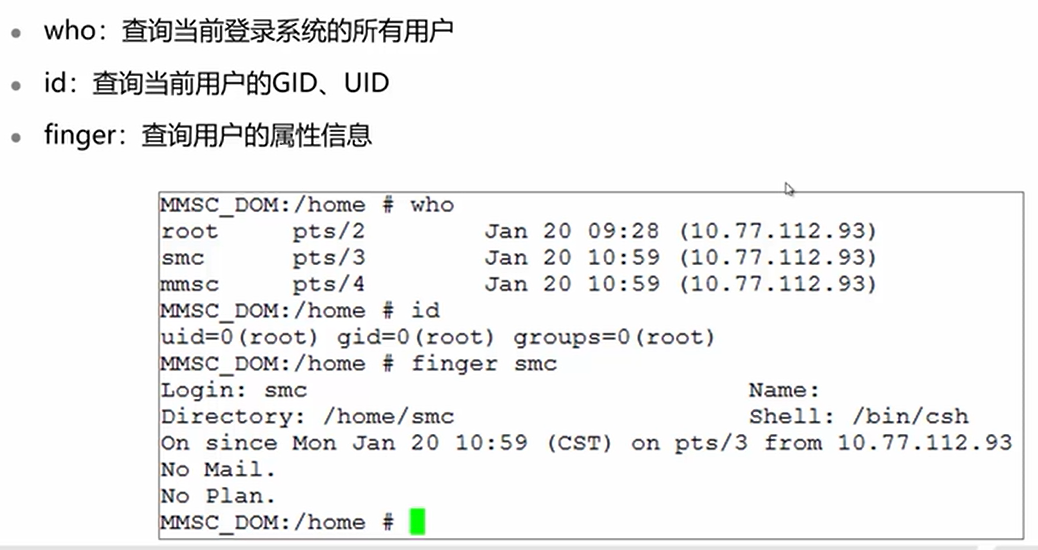 who：查询当前登录系统的所有用户
id：查询当前用户的GID、UID
finger：查询用户的属性信息
MMSC_DOM:/home # who
root pts/2 Jan 20 09:28 (10.77.112.93)
smc pts/3 Jan 20 10:59 (10.77.112.93)
mmsc pts/4 Jan 20 10:59 (10.77.112.93)
MMSC_DOM:/home # id
uid=0(root) gid=0(root) groups=0(root)
MMSC_DOM:/home # finger smc
Login: smc Name:
Directory: /home/smc Shell: /bin/csh
On since Mon Jan 20 10:59 (CST) on pts/3 from 10.77.112.93
No Mail.
No Plan.
MMSC_DOM:/home #